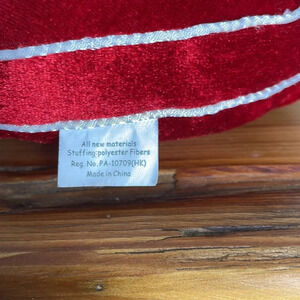 All new materials
Stuffing:polyester Fibers
Reg. No. PA-10709(HK)
Made in China